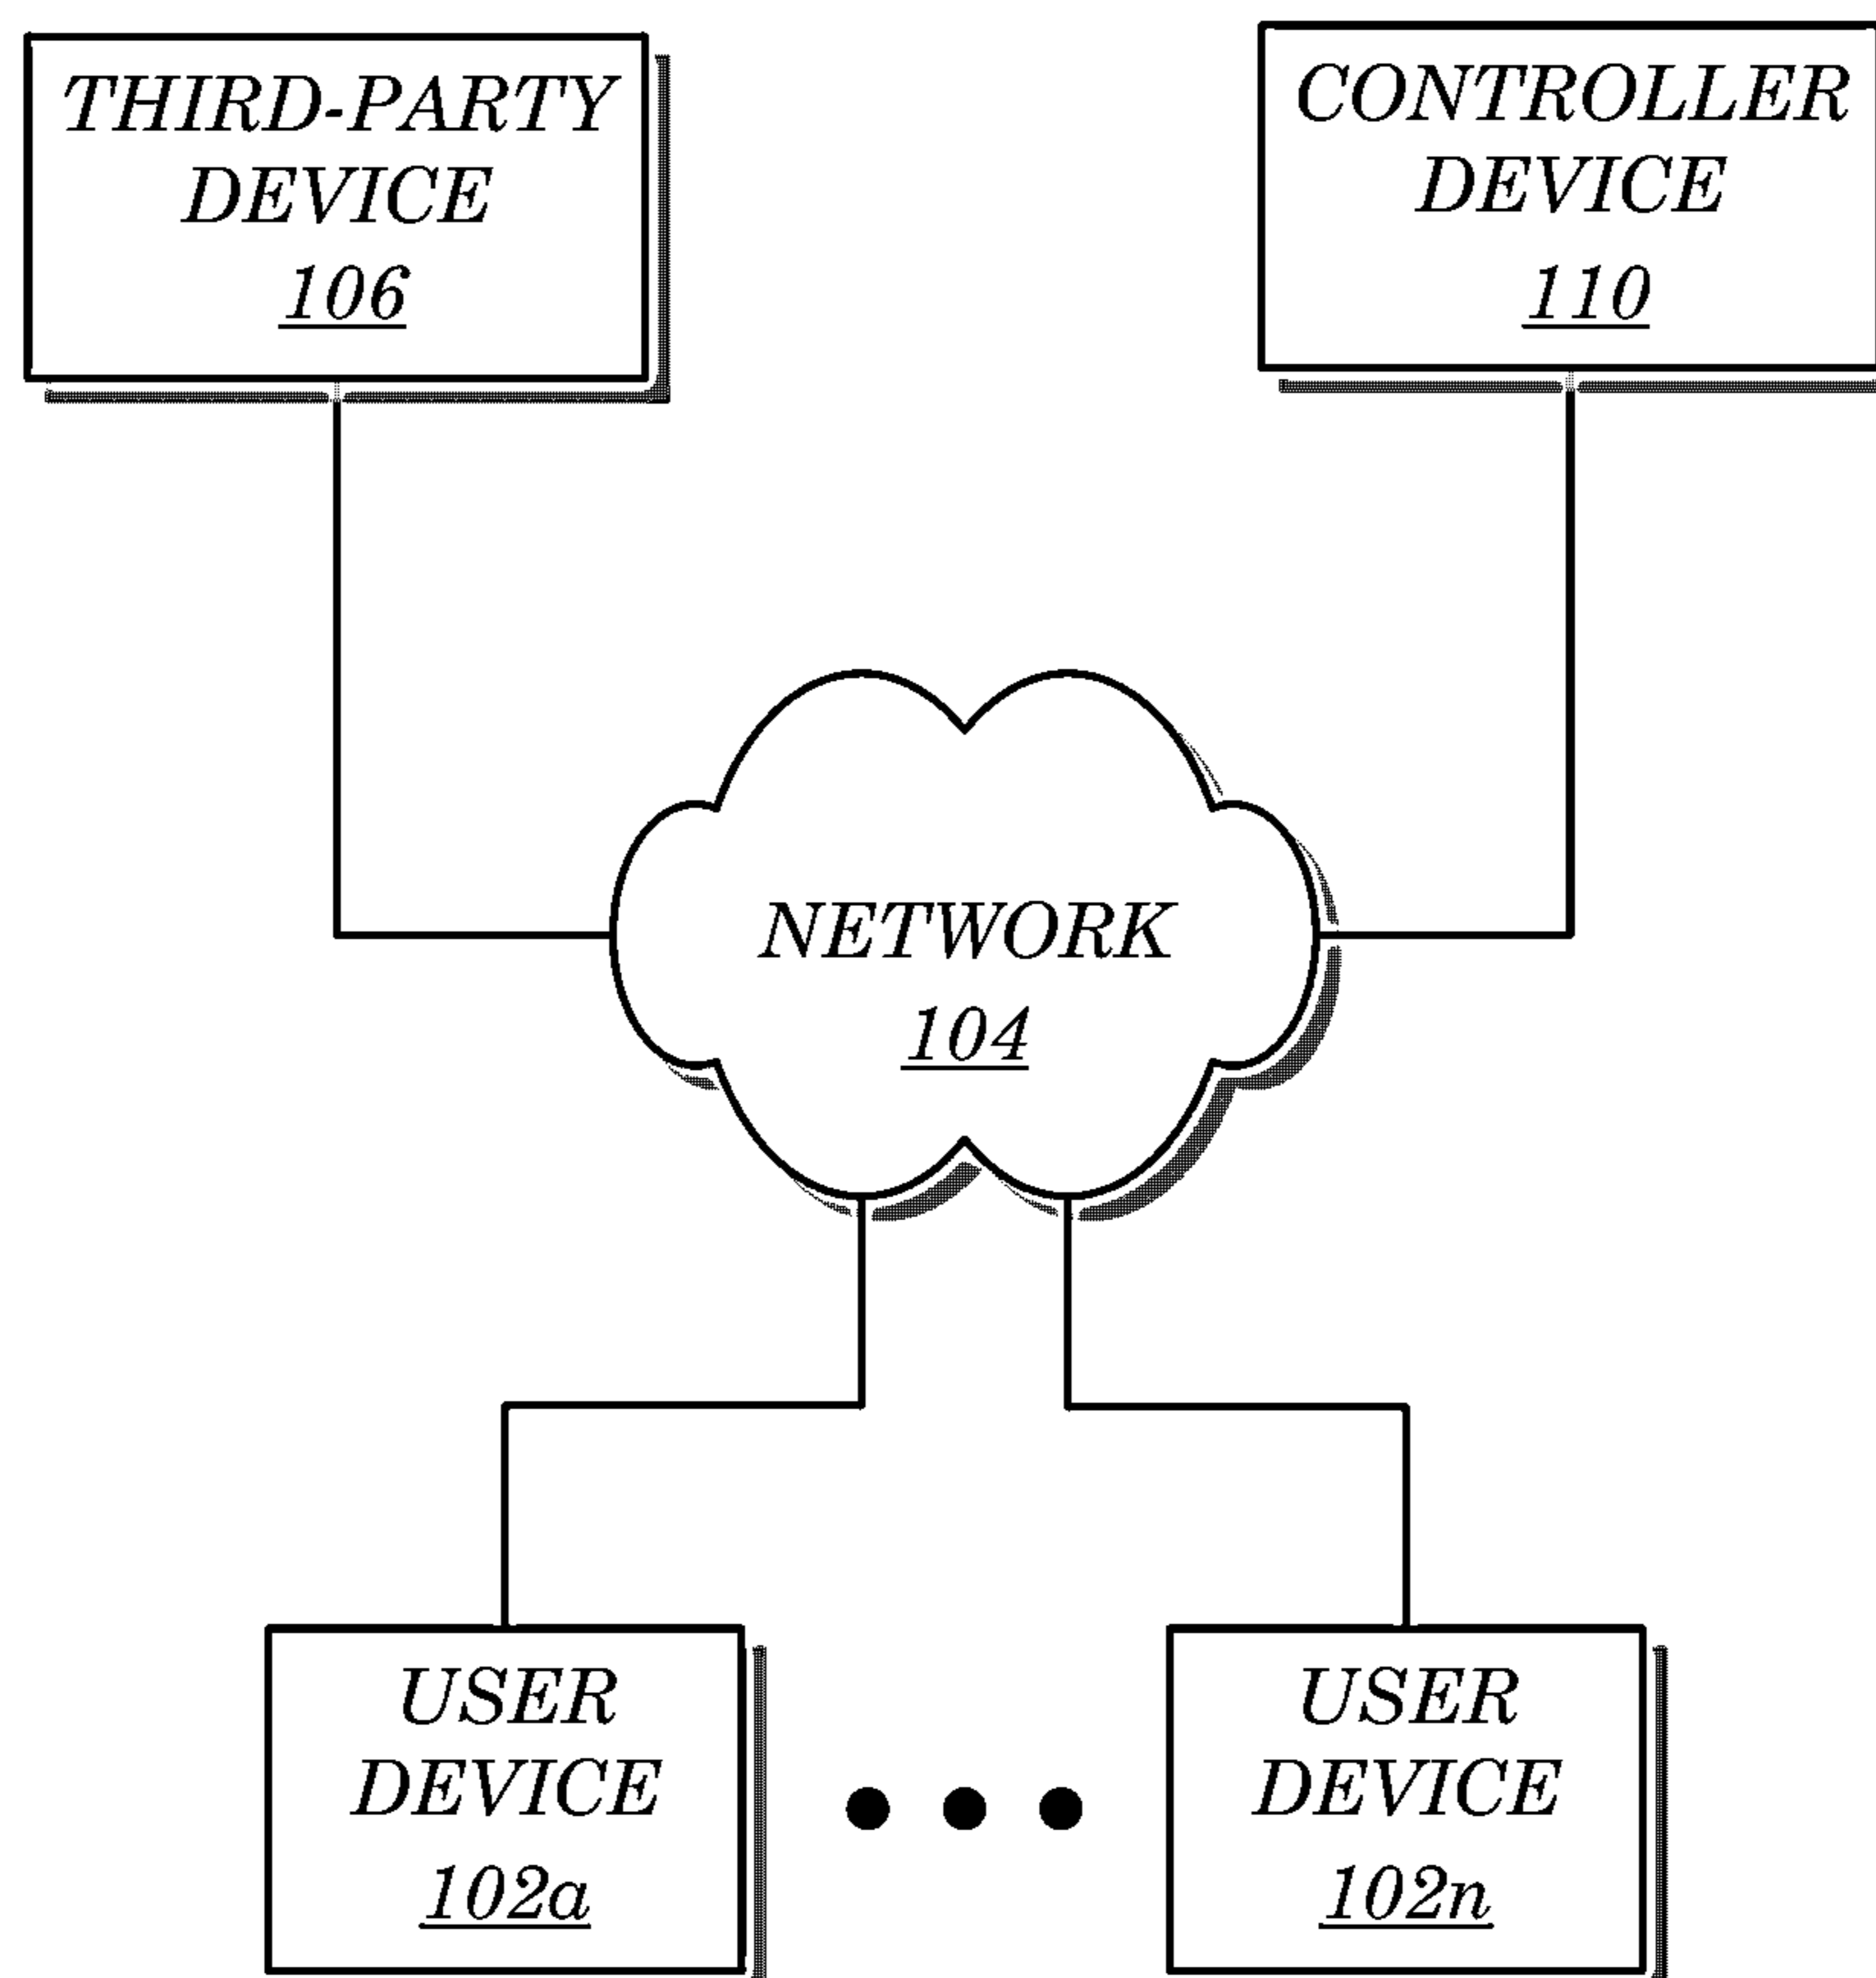 THIRD-PARTY
DEVICE
106
CONTROLLER
DEVICE
110
NETWORK
104
USER
DEVICE
102a
USER
DEVICE
102n